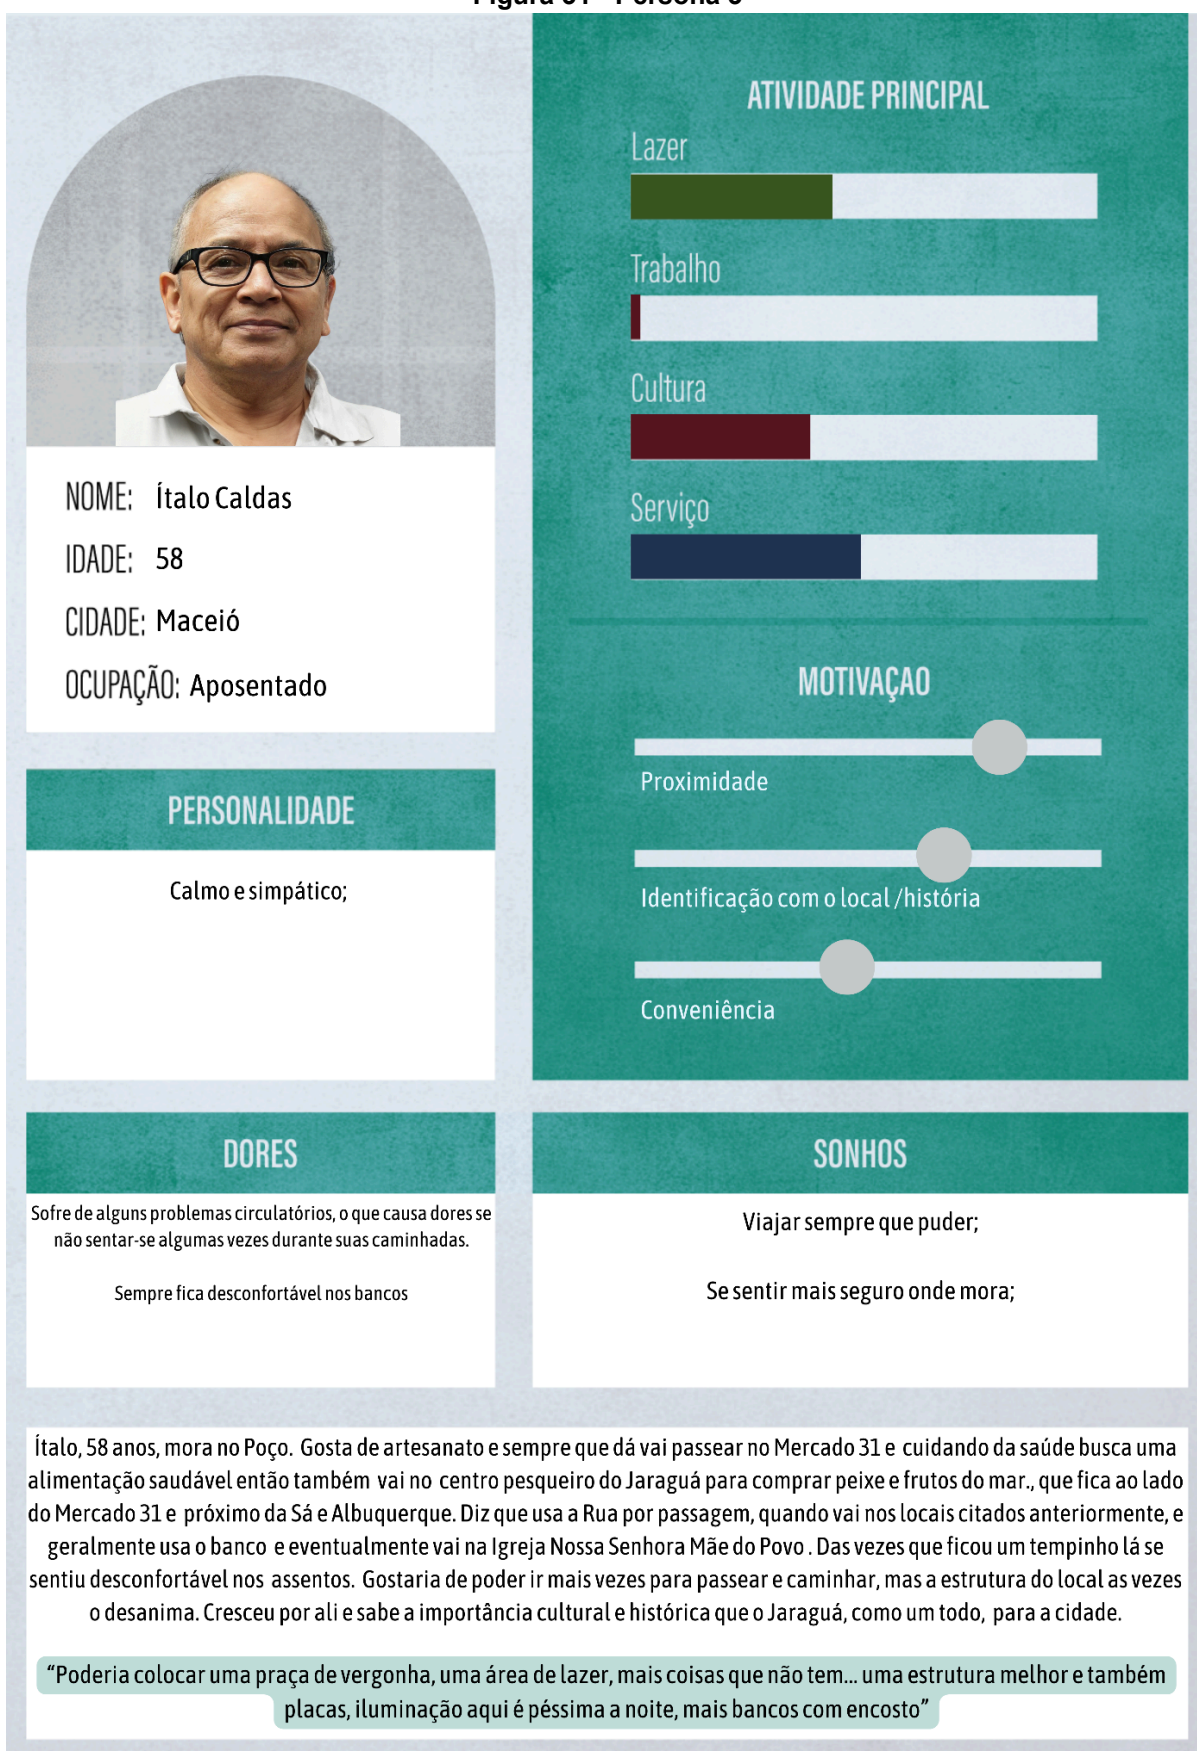 NOME: Ítalo Caldas
IDADE: 58
CIDADE: Maceió
OCUPAÇÃO: Aposentado
ATIVIDADE PRINCIPAL
Lazer
Trabalho
Cultura
Serviço
MOTIVAÇAO
Proximidade
Identificação com o local /história
Conveniência
PERSONALIDADE
Calmo e simpático;
DORES
Sofre de alguns problemas circulatórios, o que causa dores se
não sentar-se algumas vezes durante suas caminhadas.
Sempre fica desconfortável nos bancos
SONHOS
Viajar sempre que puder;
Se sentir mais seguro onde mora;
Ítalo, 58 anos, mora no Poço. Gosta de artesanato e sempre que dá vai passear no Mercado 31 e cuidando da saúde busca uma
alimentação saudável então também vai no centro pesqueiro do Jaraguá para comprar peixe e frutos do mar., que fica ao lado
do Mercado 31 e próximo da Sá e Albuquerque. Diz que usa a Rua por passagem, quando vai nos locais citados anteriormente, e
geralmente usa o banco e eventualmente vai na Igreja Nossa Senhora Mãe do Povo . Das vezes que ficou um tempinho lá se
sentiu desconfortável nos assentos. Gostaria de poder ir mais vezes para passear e caminhar, mas a estrutura do local as vezes
o desanima. Cresceu por ali e sabe a importância cultural e histórica que o Jaraguá, como um todo, para a cidade.
“Poderia colocar uma praça de vergonha, uma área de lazer, mais coisas que não tem... uma estrutura melhor e também
placas, iluminação aqui é péssima a noite, mais bancos com encosto”